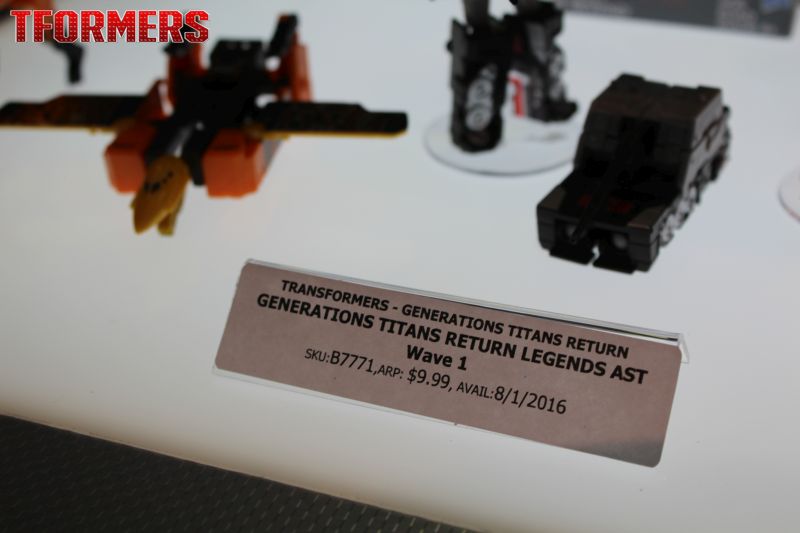 TFORMERS
TRANSFORMERS - GENERATIONS TITANS RETURN
GENERATIONS TITANS RETURN LEGENDS AST
Wave 1
SKU:B7771,ARP: $9.99, AVAIL:8/1/2016